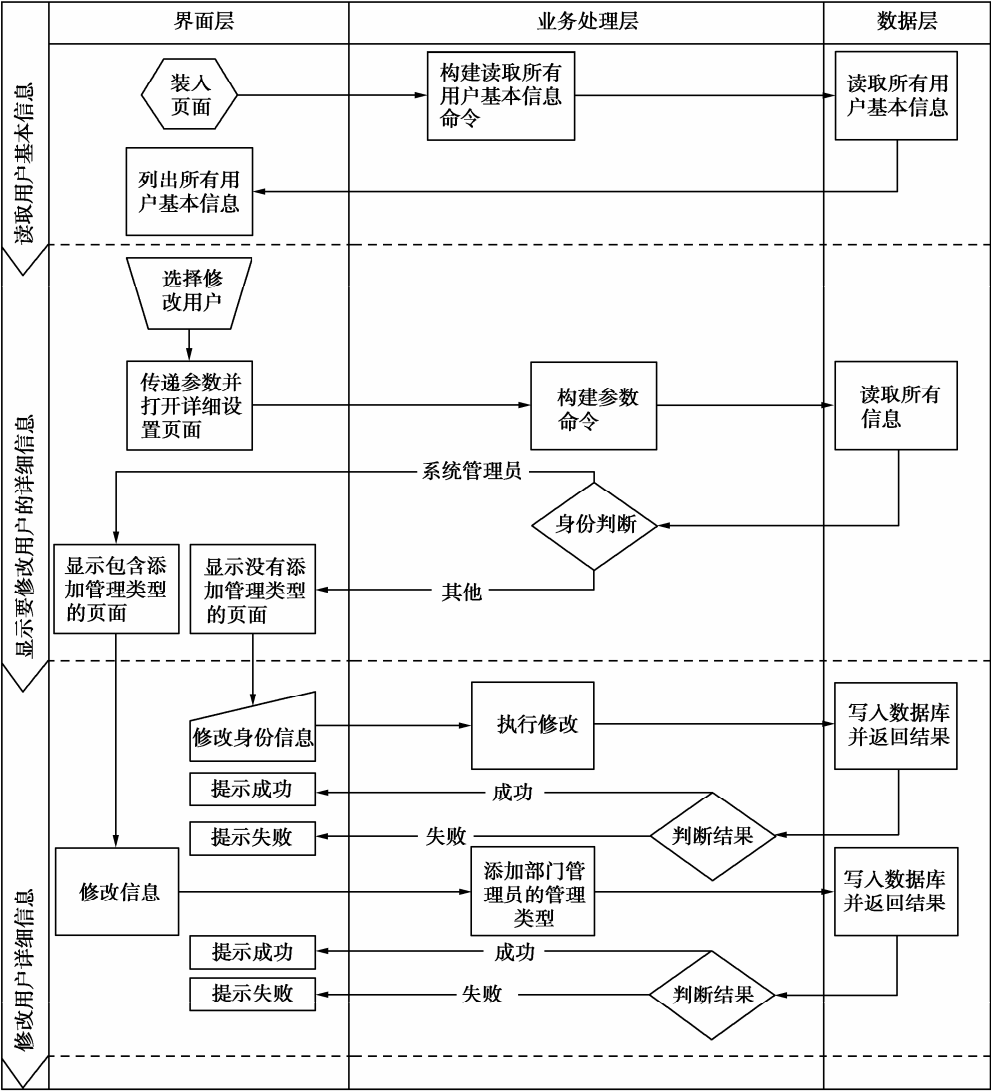 界面层
业务处理层
数据层
读取用户基本信息
装入
页面
构建读取所有
用户基本信息
命令
读取所有用
户基本信息
列出所有用
户基本信息
显示要修改用户的详细信息
选择修
改用户
传递参数并
打开详细设
置页面
构建参数
命令
读取所有
信息
系统管理员
身份判断
其他
显示包含添
加管理类型
的页面
显示没有添
加管理类型
的页面
修改用户详细信息
修改身份信息
执行修改
写入数据库
并返回结果
提示成功
成功
提示失败
失败
判断结果
修改信息
添加部门管
理员的管理
类型
写入数据库
并返回结果
提示成功
成功
提示失败
失败
判断结果